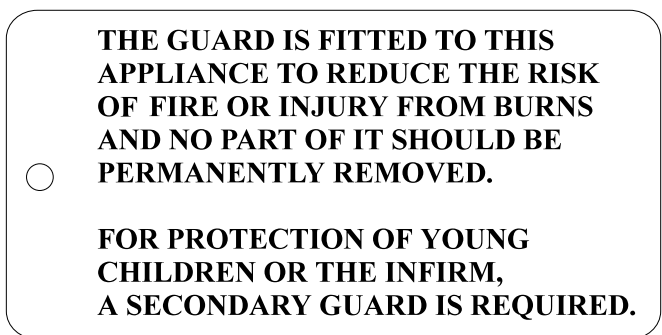 THE GUARD IS FITTED TO THIS
APPLIANCE TO REDUCE THE RISK
OF FIRE OR INJURY FROM BURNS
AND NO PART OF IT SHOULD BE
PERMANENTLY REMOVED.
FOR PROTECTION OF YOUNG
CHILDREN OR THE INFIRM,
A SECONDARY GUARD IS REQUIRED.